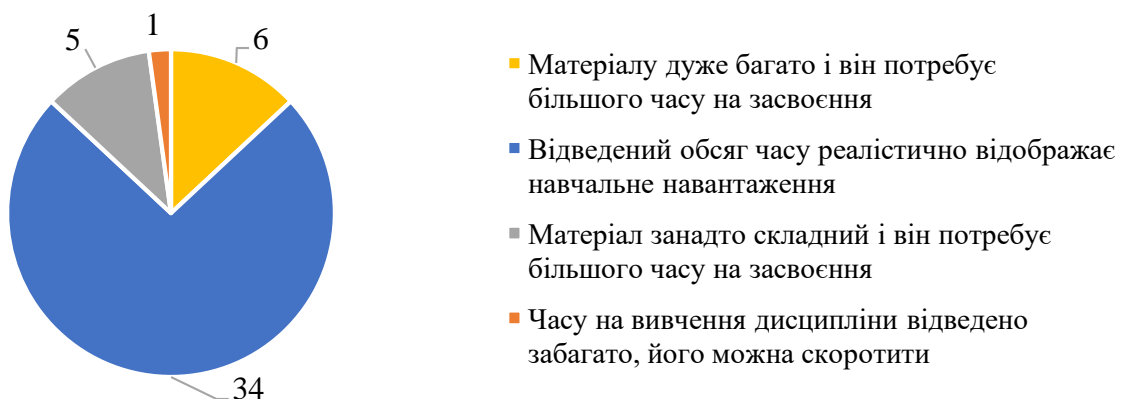 5
1
6
34
Матеріалу дуже багато і він потребує
більшого часу на засвоєння
Відведений обсяг часу реалістично відображає
навчальне навантаження
Матеріал занадто складний і він потребує
більшого часу на засвоєння
Часу на вивчення дисципліни відведено
забагато, його можна скоротити